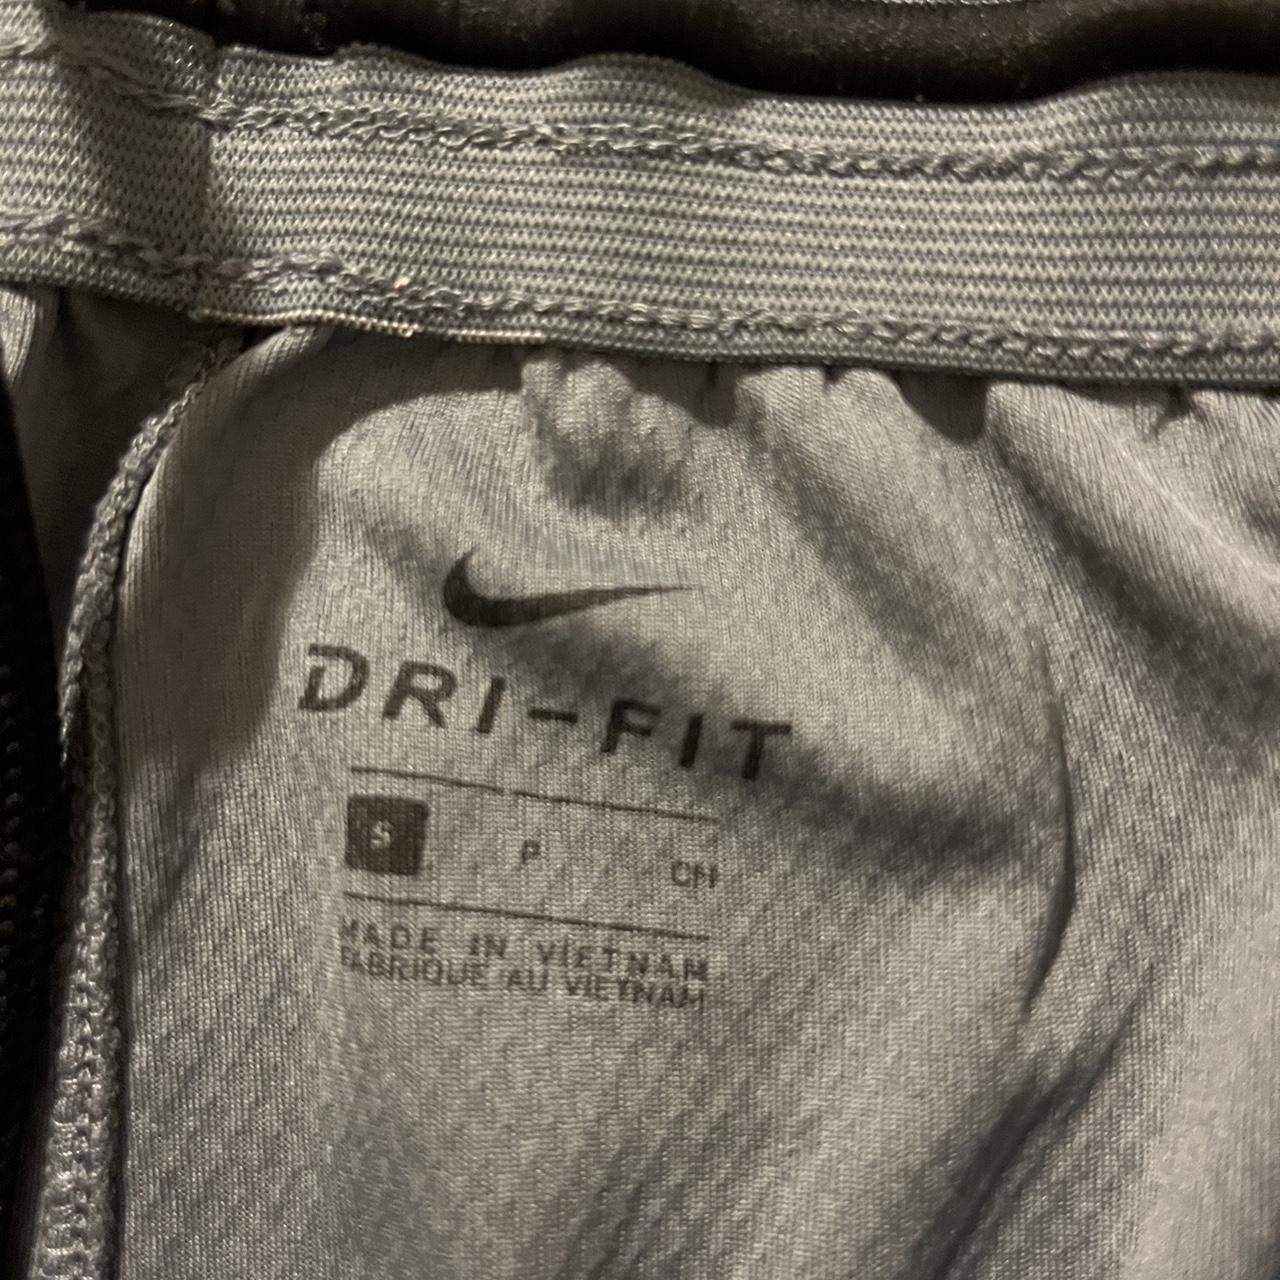 DRI-FIT
S P CH
MADE IN VIETNAM
FABRIQUE AU VIETNAM